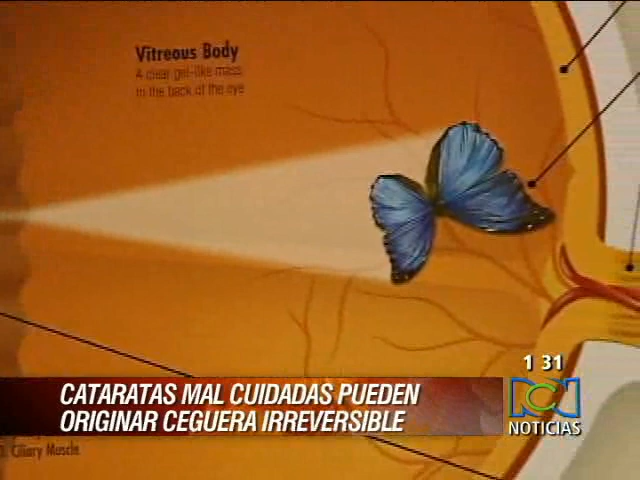 Vitreous Body
A clear gel-like mass
in the back of the eye
1 31
CATARATAS MAL CUIDADAS PUEDEN
ORIGINAR CEGUERA IRREVERSIBLE
RCN
NOTICIAS
Ciliary Muscle